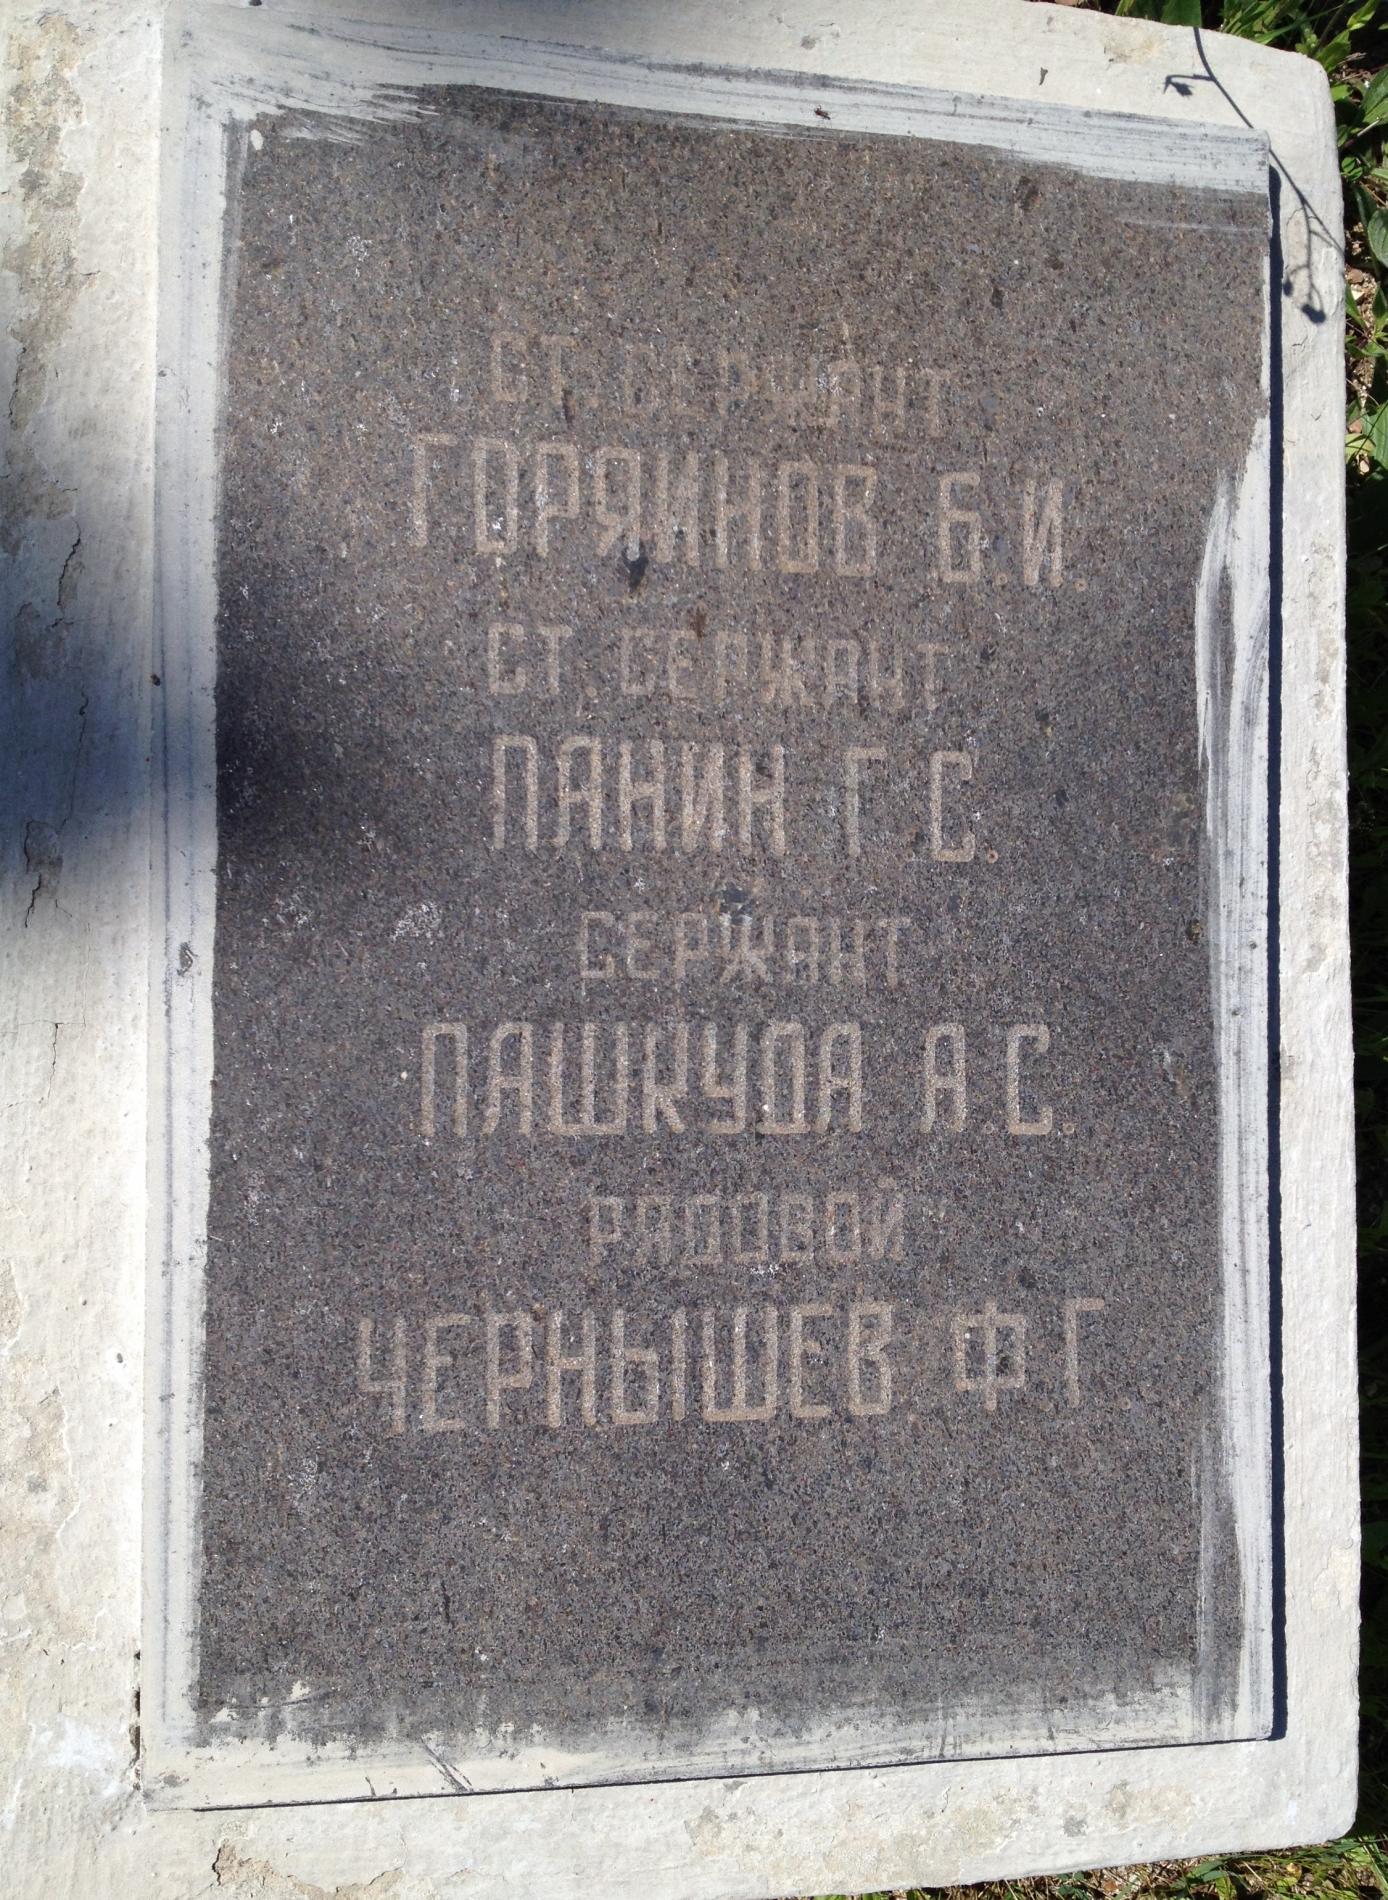 СТ. СЕРЖАНТ
ГОРЯИНОВ Б.И.
СТ. СЕРЖАНТ
ПАНИН Г.С.
СЕРЖАНТ
ПАШКУДА А.С.
РЯДОВОЙ
ЧЕРНЫШЕВ Ф Г